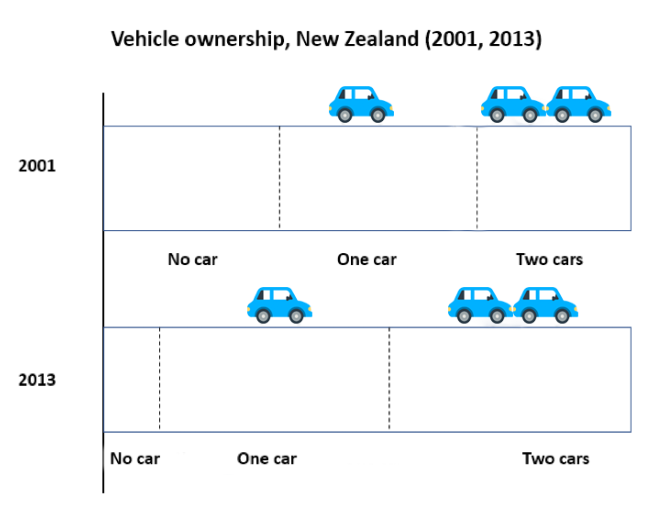 Vehicle ownership, New Zealand (2001, 2013)
2001
No car One car Two cars
2013
No car One car Two cars